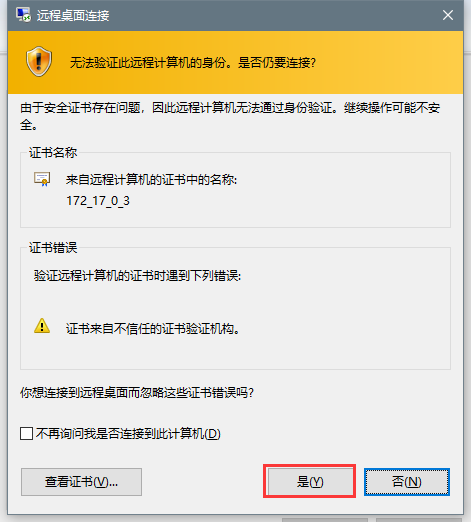 远程桌面连接
无法验证此远程计算机的身份。是否仍要连接?
由于安全证书存在问题，因此远程计算机无法通过身份验证。继续操作可能不安
全。
证书名称
来自远程计算机的证书中的名称:
172_17_0_3
证书错误
验证远程计算机的证书时遇到下列错误:
证书来自不信任的证书验证机构。
你想连接到远程桌面而忽略这些证书错误吗?
不再询问我是否连接到此计算机(D)
查看证书(V)... 是(Y) 否(N)